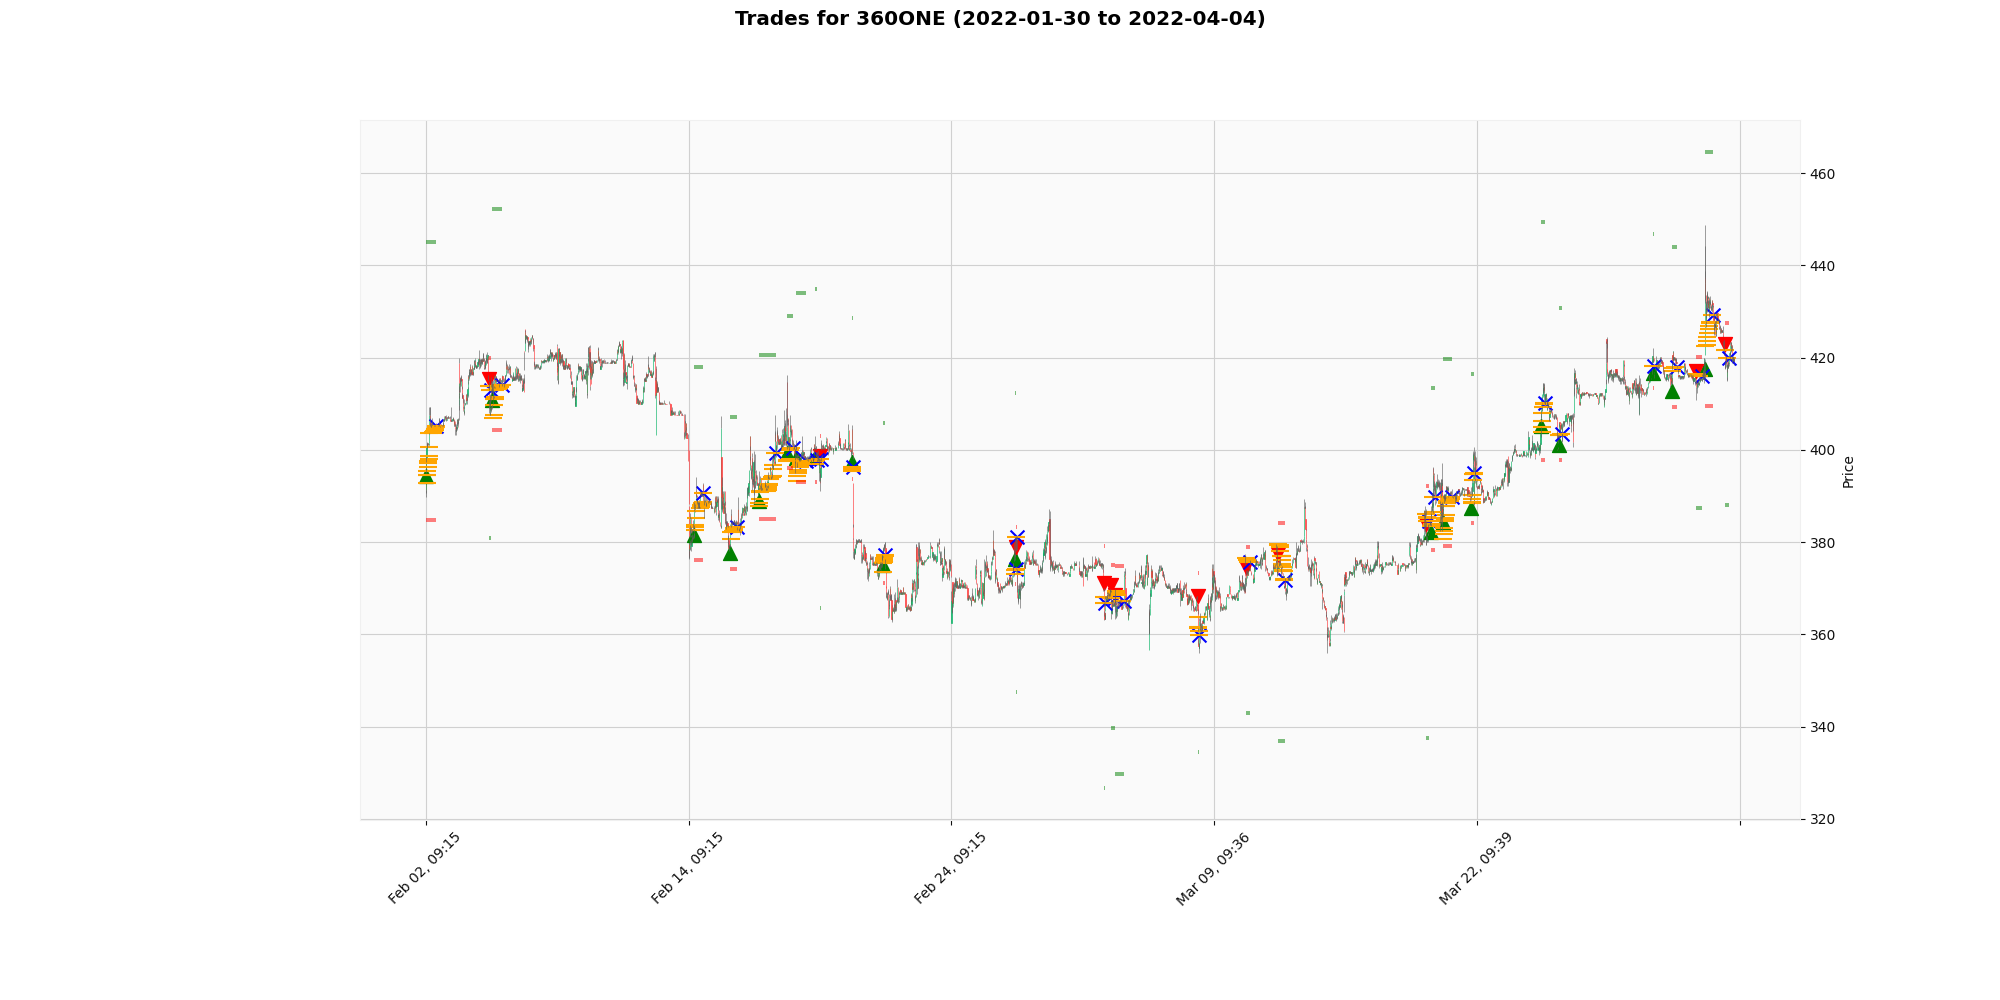 Trades for 360ONE (2022-01-30 to 2022-04-04)
460
440
420
400
380
360
340
320
Price
Feb 02, 09:15
Feb 14, 09:15
Feb 24, 09:15
Mar 09, 09:36
Mar 22, 09:39